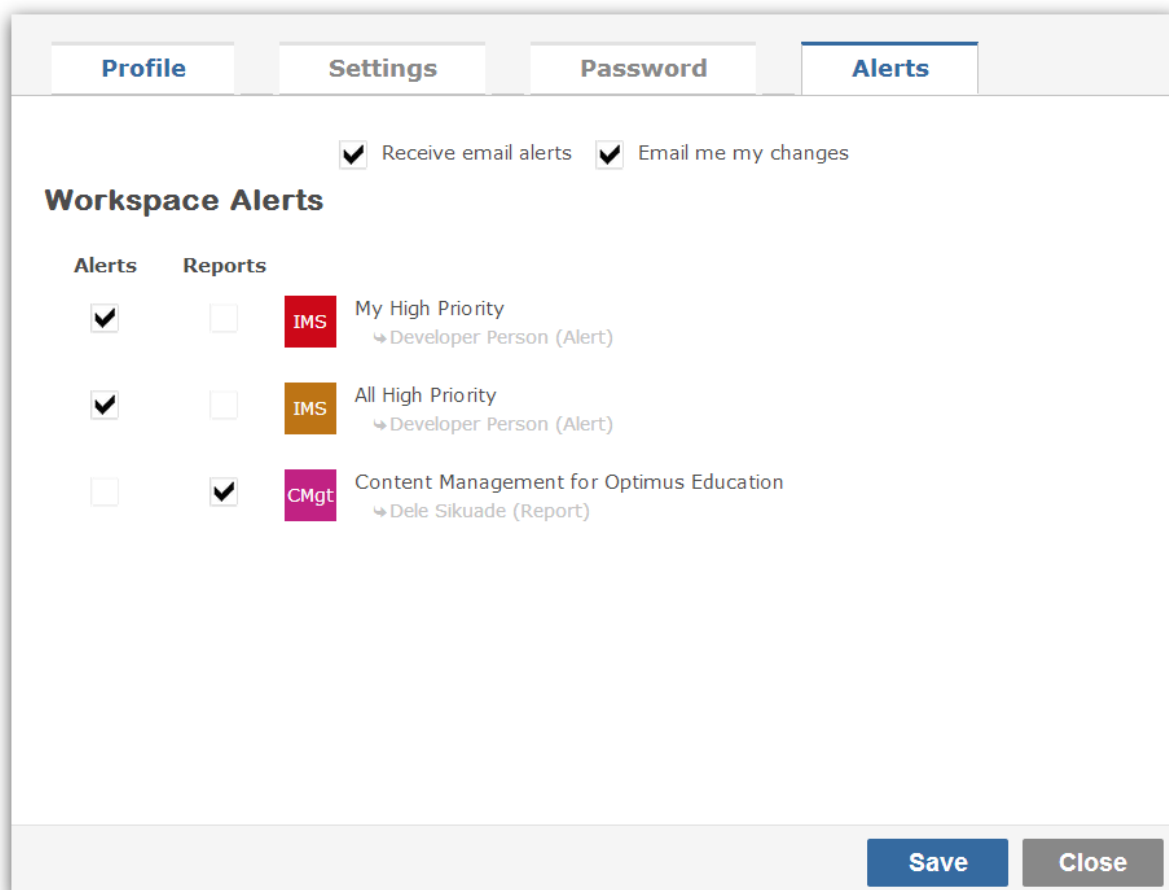 Profile Settings Password Alerts
Receive email alerts Email me my changes
Workspace Alerts
Alerts Reports
IMS My High Priority
Developer Person (Alert)
IMS All High Priority
Developer Person (Alert)
CMgt Content Management for Optimus Education
Dele Sikuade (Report)
Save Close